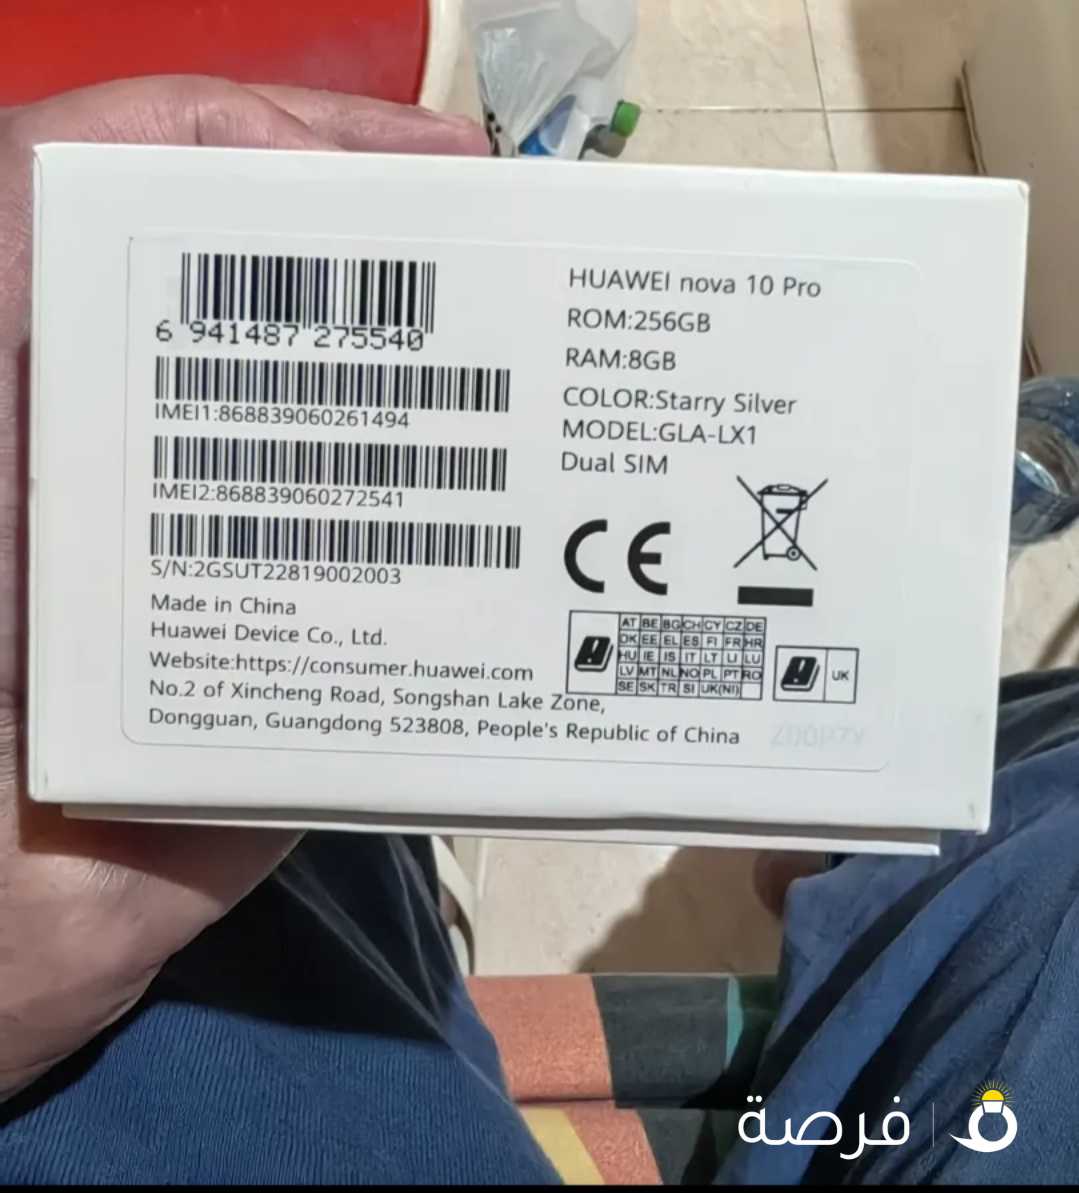 6 941487 275540
IMEI1:868839060261494
IMEI2:868839060272541
S/N:2GSUT22819002003
Made in China
Huawei Device Co., Ltd.
Website:https://consumer.huawei.com
No.2 of Xincheng Road, Songshan Lake Zone,
Dongguan, Guangdong 523808, People's Republic of China
HUAWEI nova 10 Pro
ROM:256GB
RAM:8GB
COLOR:Starry Silver
MODEL:GLA-LX1
Dual SIM
CE
AT BE BG CH CY CZ DE
DK EE EL ES FI FR HR
HU IE IS IT LT LI LU
LV MT NL NO PL PT RO
SE SK TR SI UK(NI)
UK
فرصة